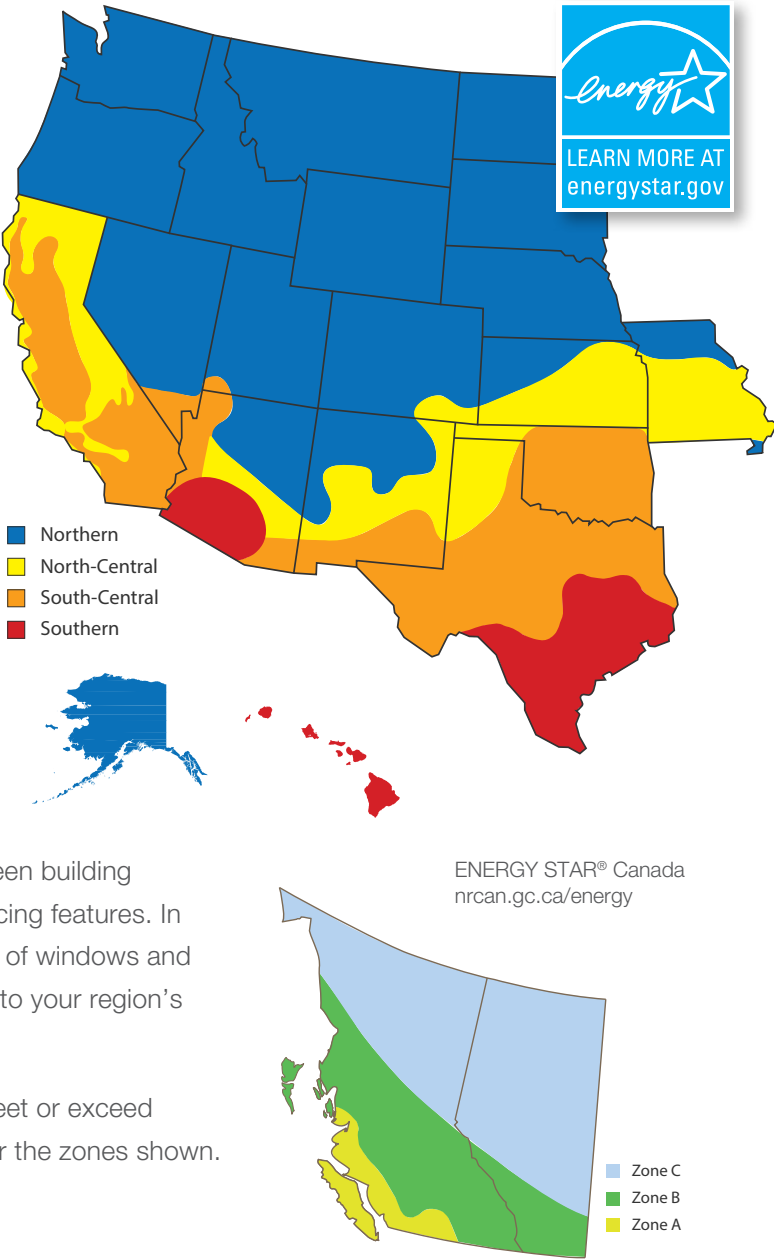 energy
LEARN MORE AT
energystar.gov
Northern
North-Central
South-Central
Southern
een building
cing features. In
of windows and
to your region's
eet or exceed
r the zones shown.
ENERGY STAR® Canada
nrcan.gc.ca/energy
Zone C
Zone B
Zone A